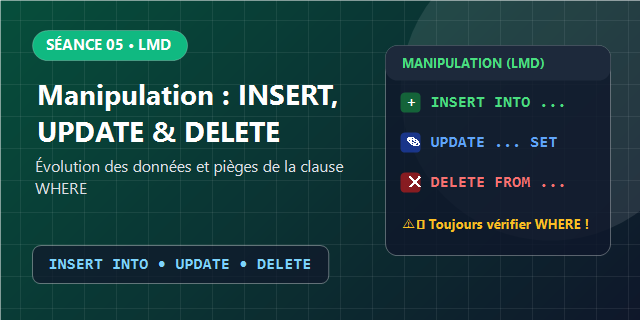 SÉANCE 05 • LMD
Manipulation : INSERT,
UPDATE & DELETE
Évolution des données et pièges de la clause
WHERE
INSERT INTO • UPDATE • DELETE
MANIPULATION (LMD)
+ INSERT INTO ...
✎ UPDATE ... SET
✕ DELETE FROM ...
⚠ Toujours vérifier WHERE !